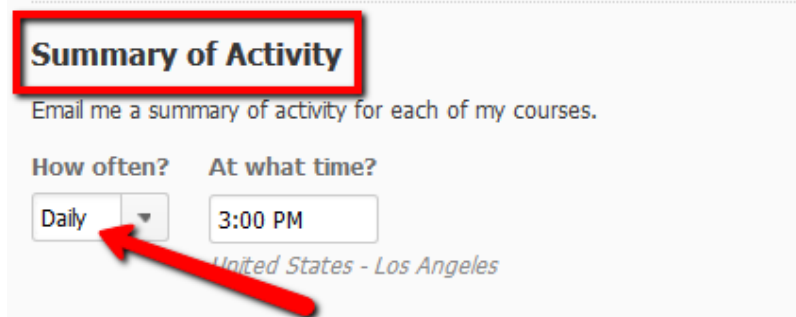 Summary of Activity
Email me a summary of activity for each of my courses.
How often? At what time?
Daily 3:00 PM
United States - Los Angeles